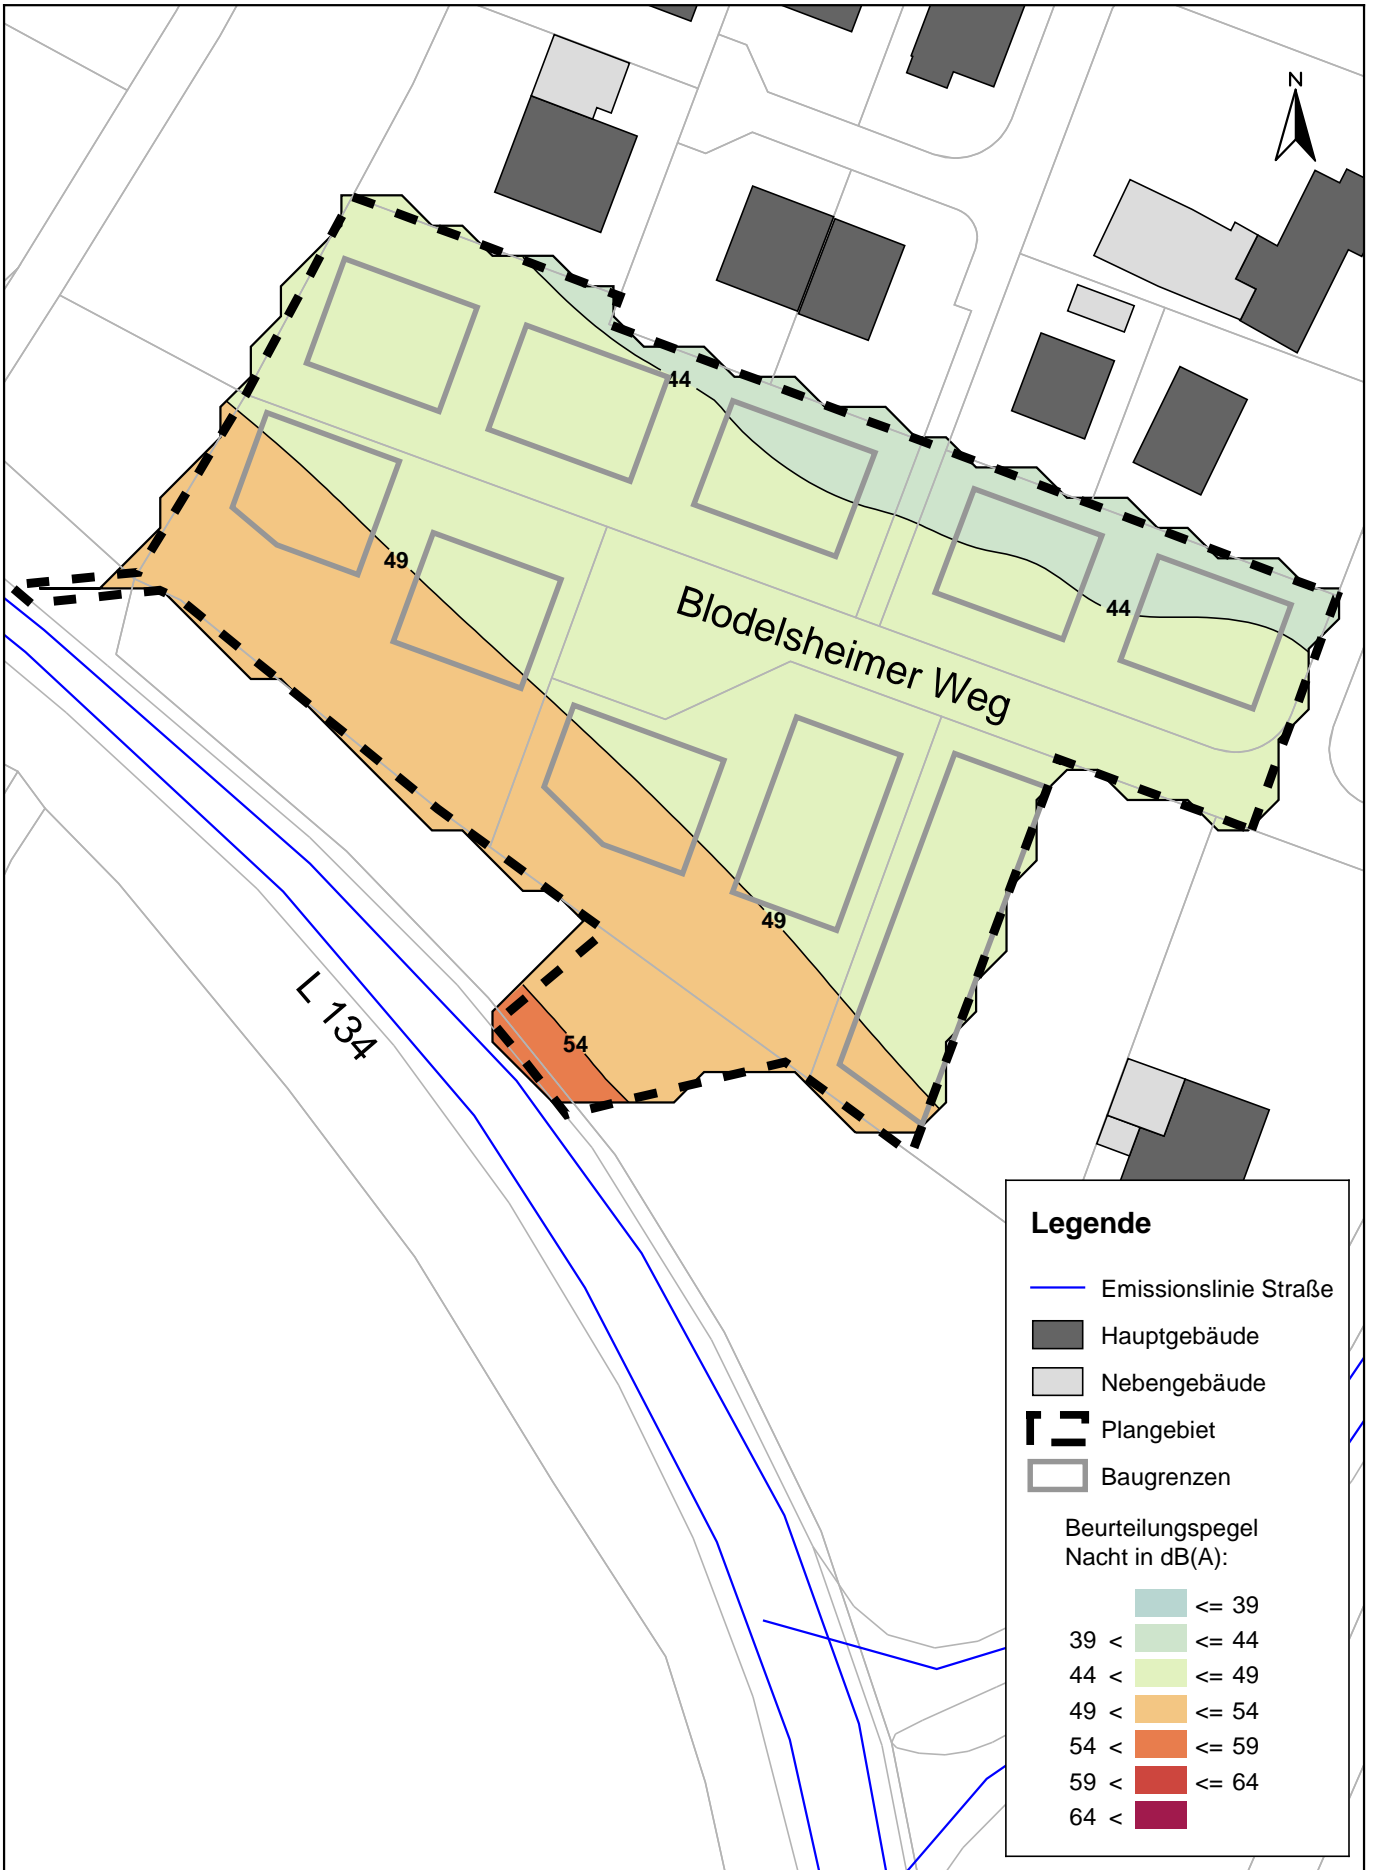 N
44
49
Blodelsheimer Weg
44
49
L 134
54
Legende
Emissionslinie Straße
Hauptgebäude
Nebengebäude
Plangebiet
Baugrenzen
Beurteilungspegel
Nacht in dB(A):
<= 39
39 < <= 44
44 < <= 49
49 < <= 54
54 < <= 59
59 < <= 64
64 <